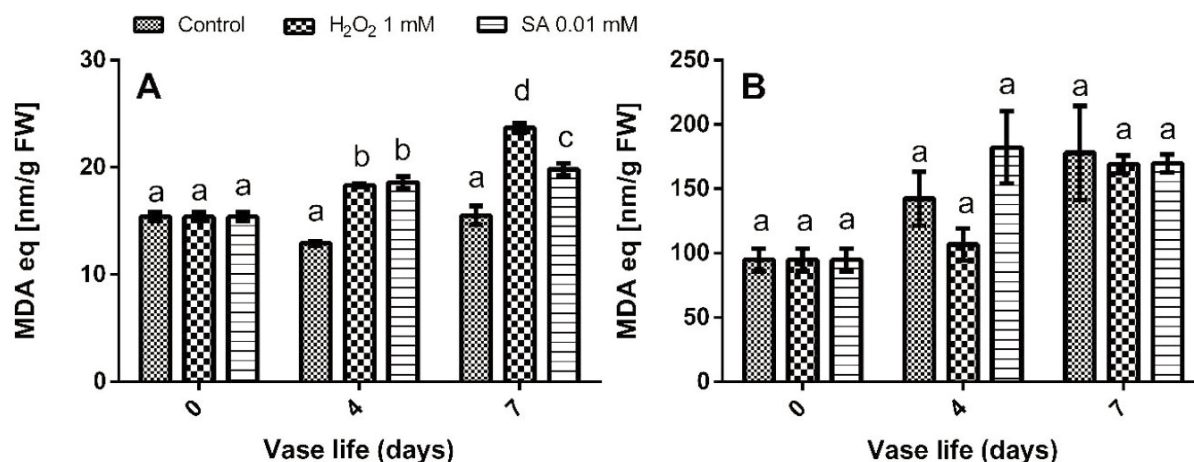 Control H₂O₂ 1 mM SA 0.01 mM
A
MDA eq [nm/g FW]
30
20
10
0
a a a
a b b
a d c
0 4 7
Vase life (days)
B
MDA eq [nm/g FW]
250
200
150
100
50
0
a a a
a a a
a a a
0 4 7
Vase life (days)